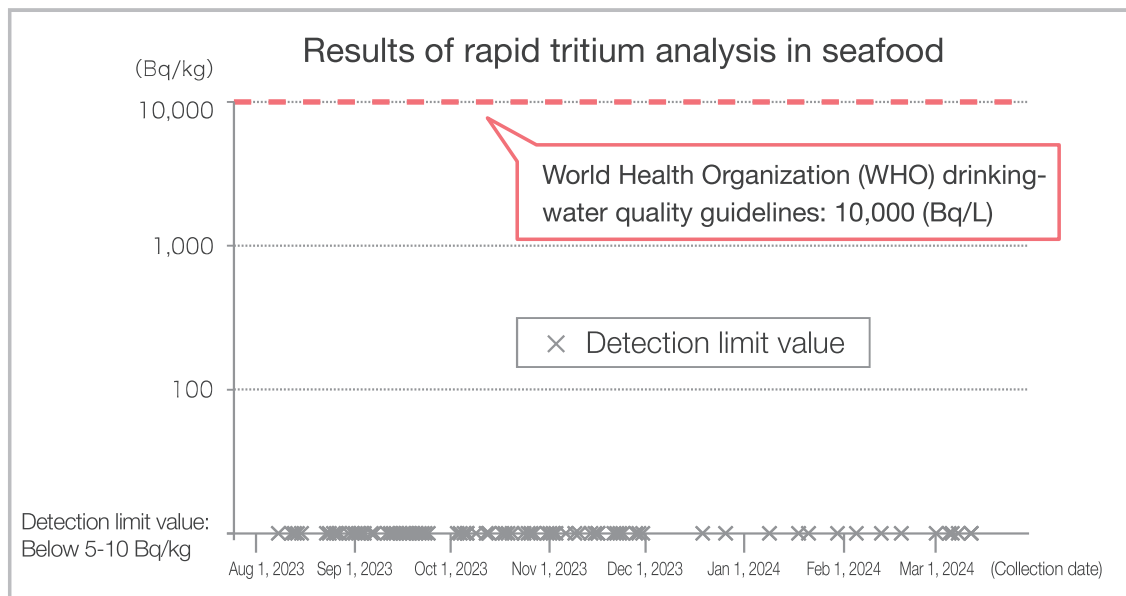 Results of rapid tritium analysis in seafood
(Bq/kg)
10,000
World Health Organization (WHO) drinking-
water quality guidelines: 10,000 (Bq/L)
1,000
× Detection limit value
100
Detection limit value:
Below 5-10 Bq/kg
Aug 1, 2023 Sep 1, 2023 Oct 1, 2023 Nov 1, 2023 Dec 1, 2023 Jan 1, 2024 Feb 1, 2024 Mar 1, 2024 (Collection date)